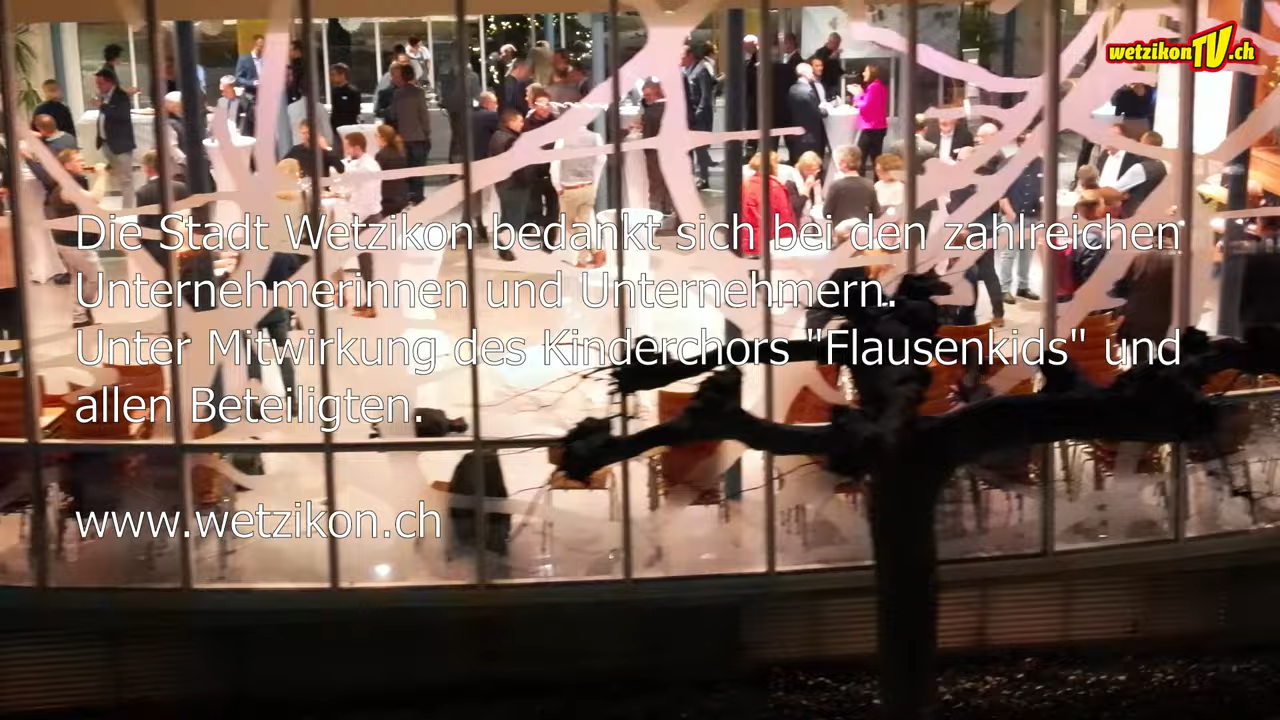 wetzikonTV.ch
Die Stadt Wetzikon bedankt sich bei den zahlreichen
Unternehmerinnen und Unternehmern.
Unter Mitwirkung des Kinderchors "Flausenkids" und
allen Beteiligten.
www.wetzikon.ch